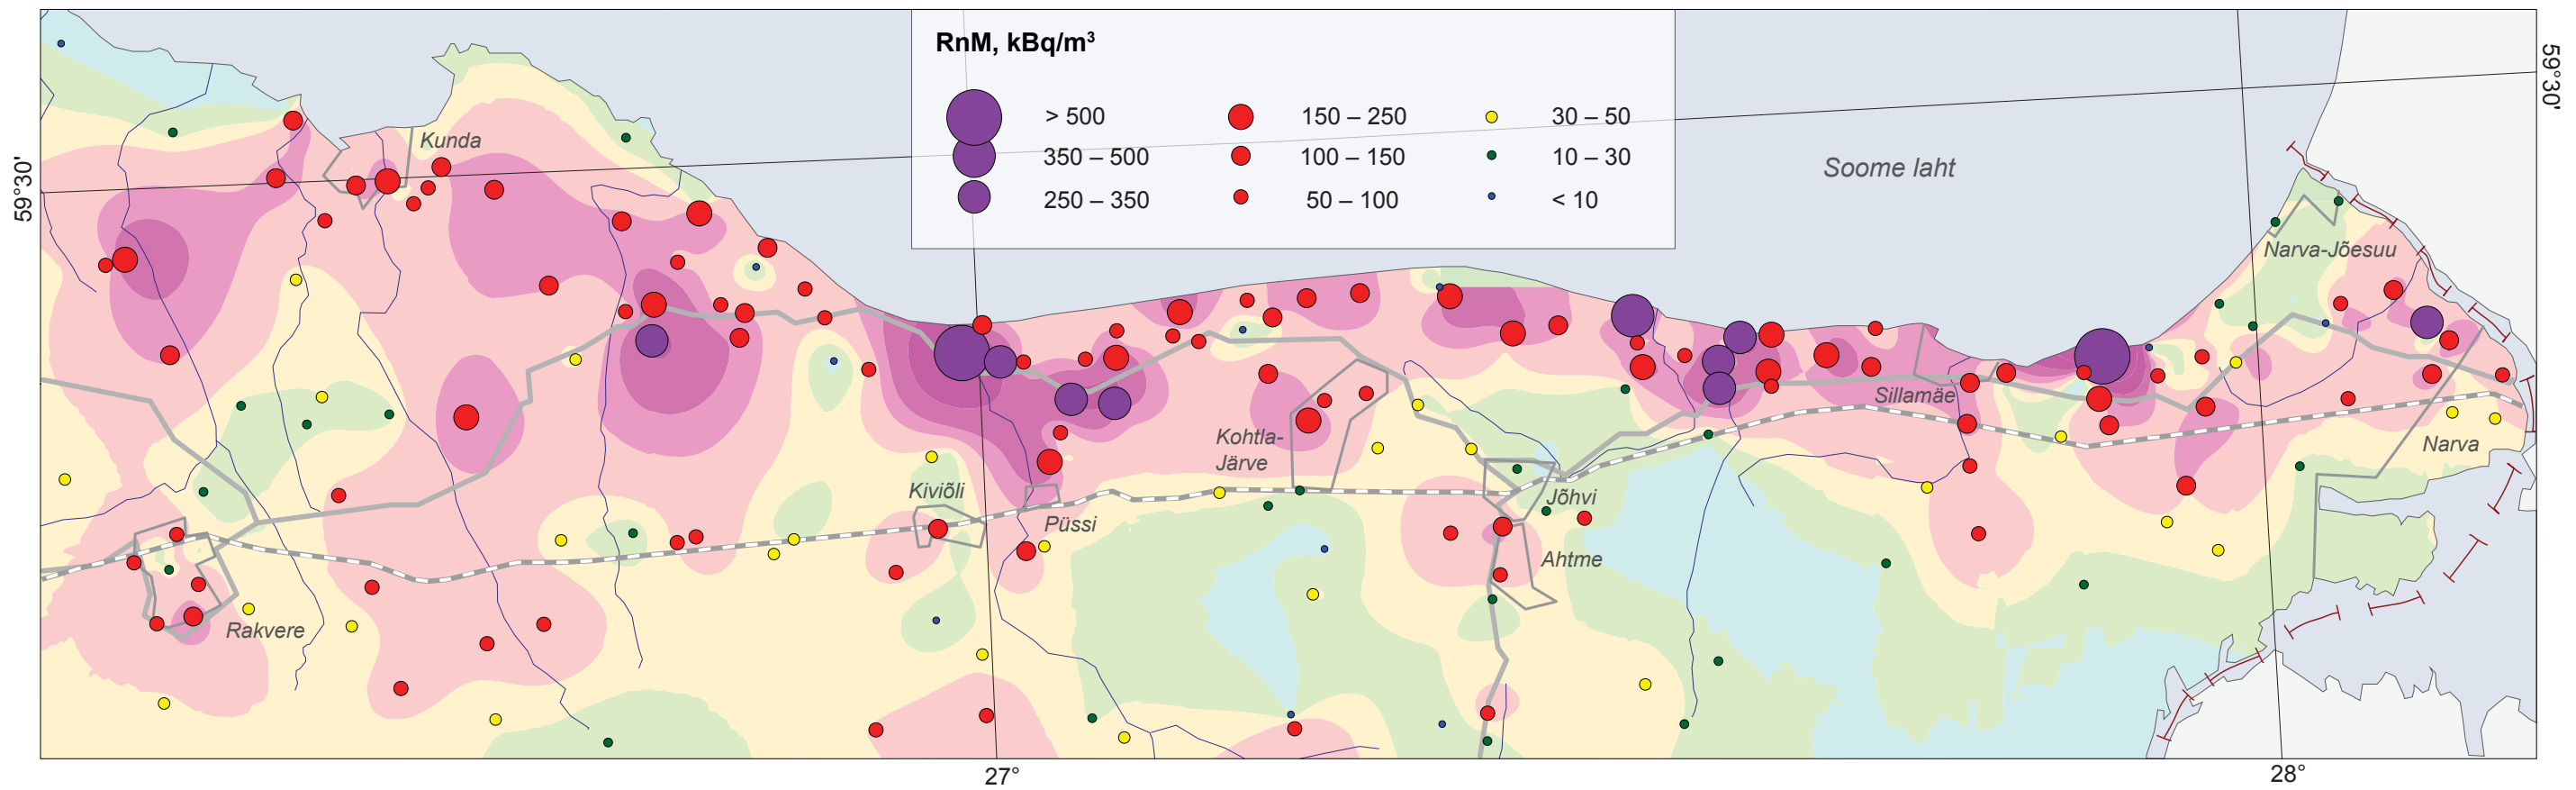 RnM, kBq/m³
> 500
150 – 250
30 – 50
350 – 500
100 – 150
10 – 30
250 – 350
50 – 100
< 10
59°30'
59°30'
Kunda
Soome laht
Narva-Jõesuu
Sillamäe
Kohtla-
Järve
Narva
Kiviõli
Püssi
Jõhvi
Ahtme
Rakvere
27°
28°